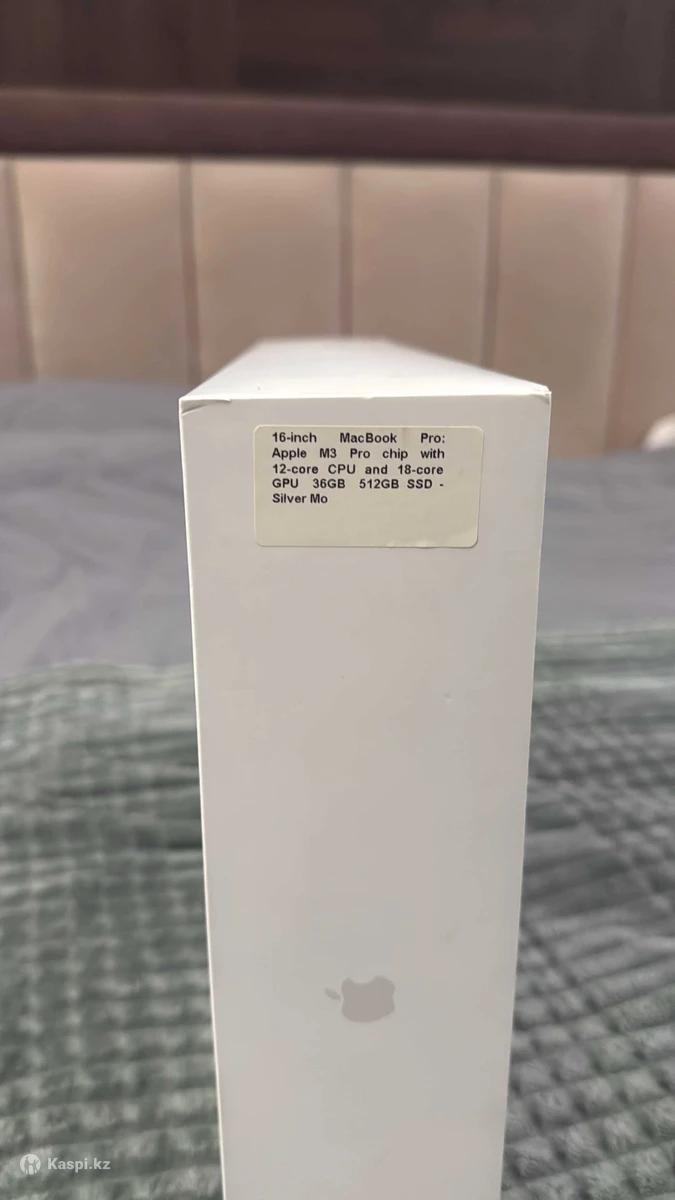 16-inch MacBook Pro:
Apple M3 Pro chip with
12-core CPU and 18-core
GPU 36GB 512GB SSD -
Silver Mo
Kaspi.kz